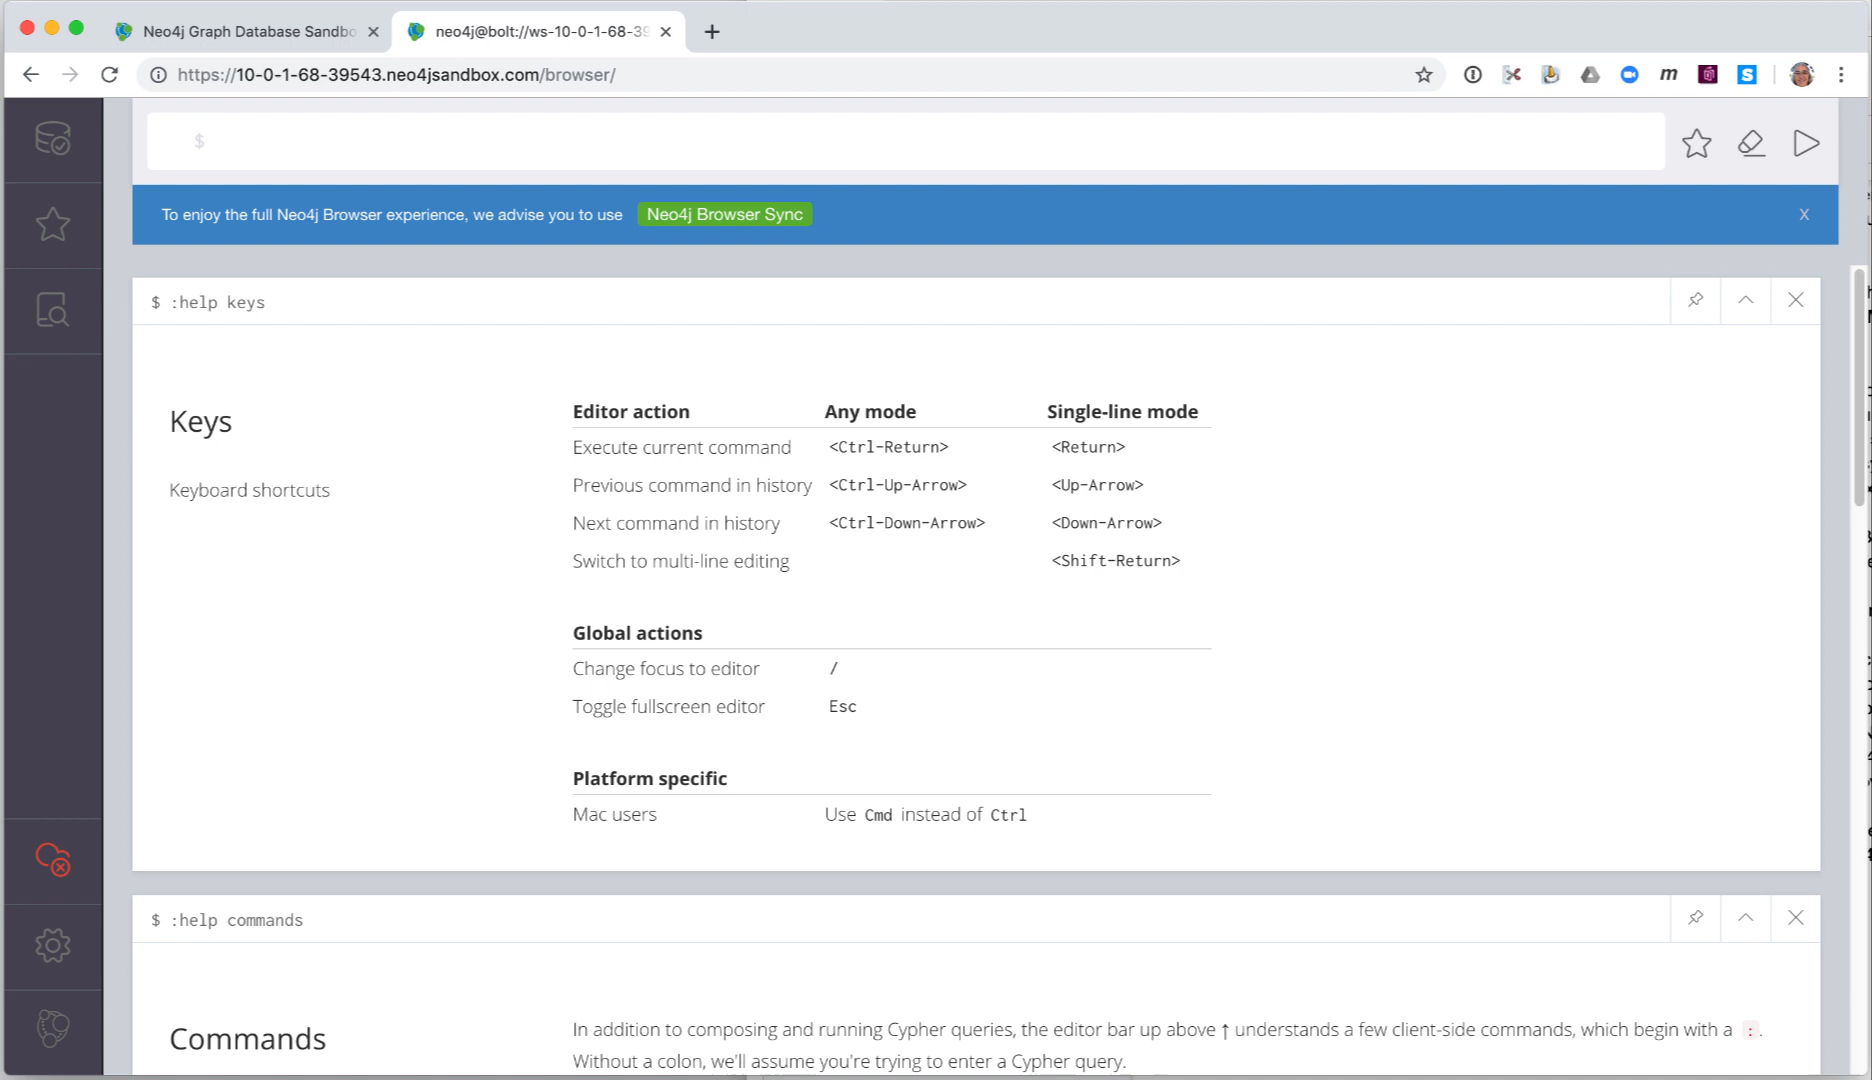 Neo4j Graph Database Sandbo
neo4j@bolt://ws-10-0-1-68-39
https://10-0-1-68-39543.neo4jsandbox.com/browser/
$
To enjoy the full Neo4j Browser experience, we advise you to use Neo4j Browser Sync X
$ :help keys
Keys
Keyboard shortcuts
Editor action Any mode Single-line mode
Execute current command <Ctrl-Return> <Return>
Previous command in history <Ctrl-Up-Arrow> <Up-Arrow>
Next command in history <Ctrl-Down-Arrow> <Down-Arrow>
Switch to multi-line editing <Shift-Return>
Global actions
Change focus to editor /
Toggle fullscreen editor Esc
Platform specific
Mac users Use Cmd instead of Ctrl
$ :help commands
Commands
In addition to composing and running Cypher queries, the editor bar up above ↑ understands a few client-side commands, which begin with a : .
Without a colon, we'll assume you're trying to enter a Cypher query.